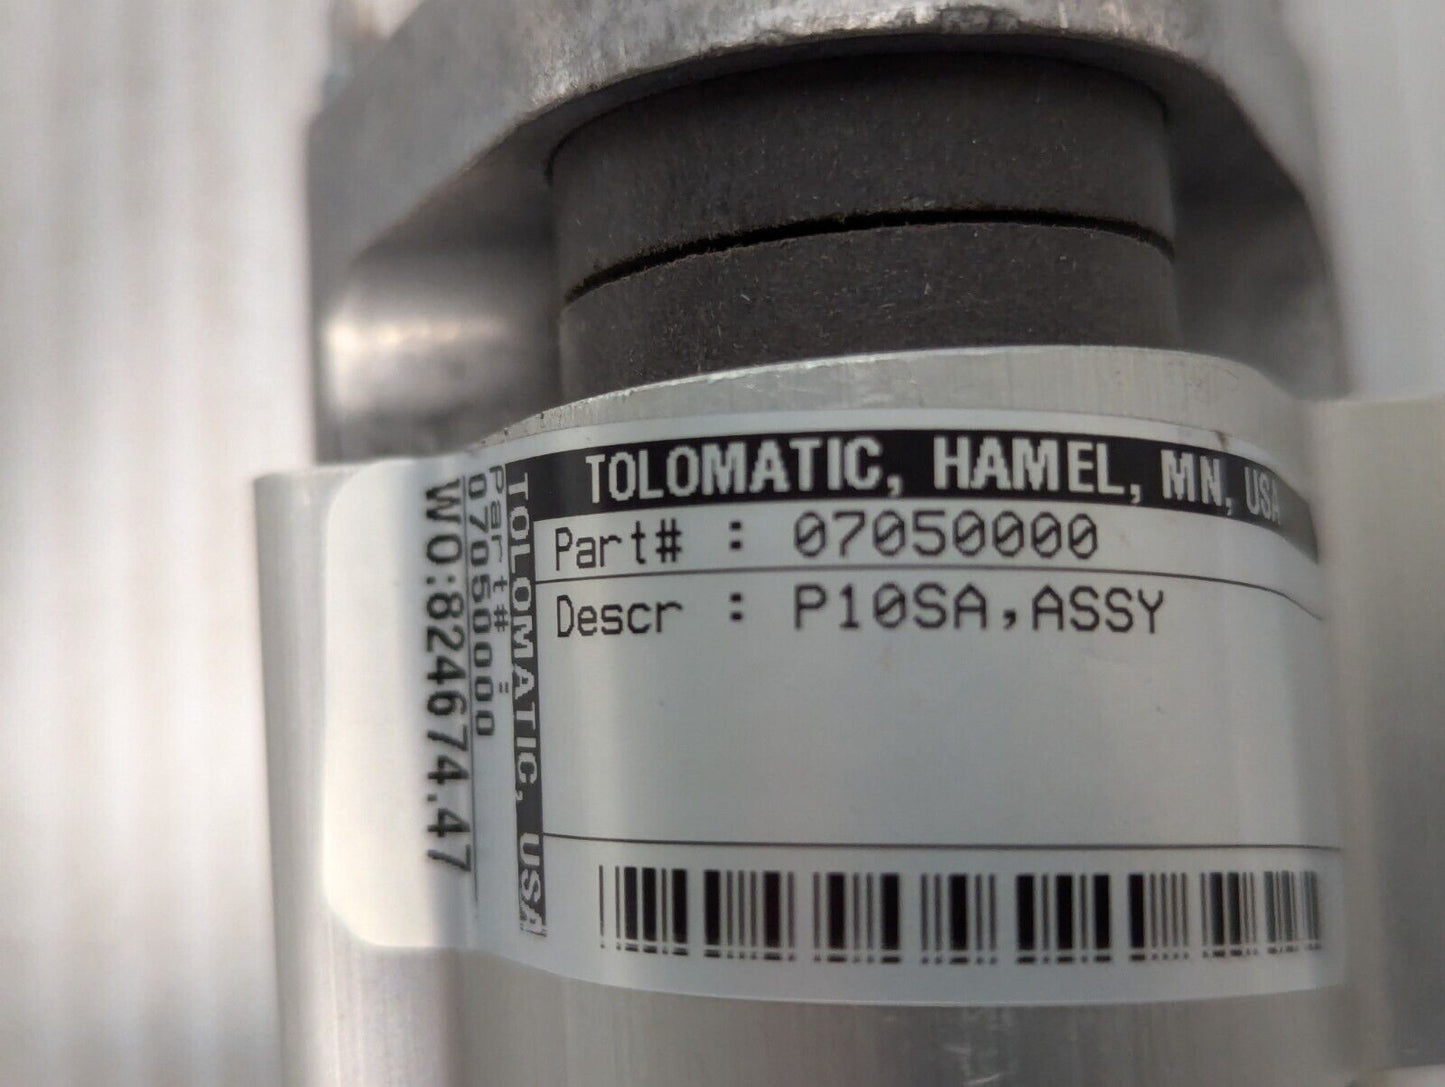 TOLOMATIC, HAMEL, MN, USA
Part# : 07050000
Descr : P10SA,ASSY
TOLOMATIC, USA
Part# :
07050000
WO:824674.47